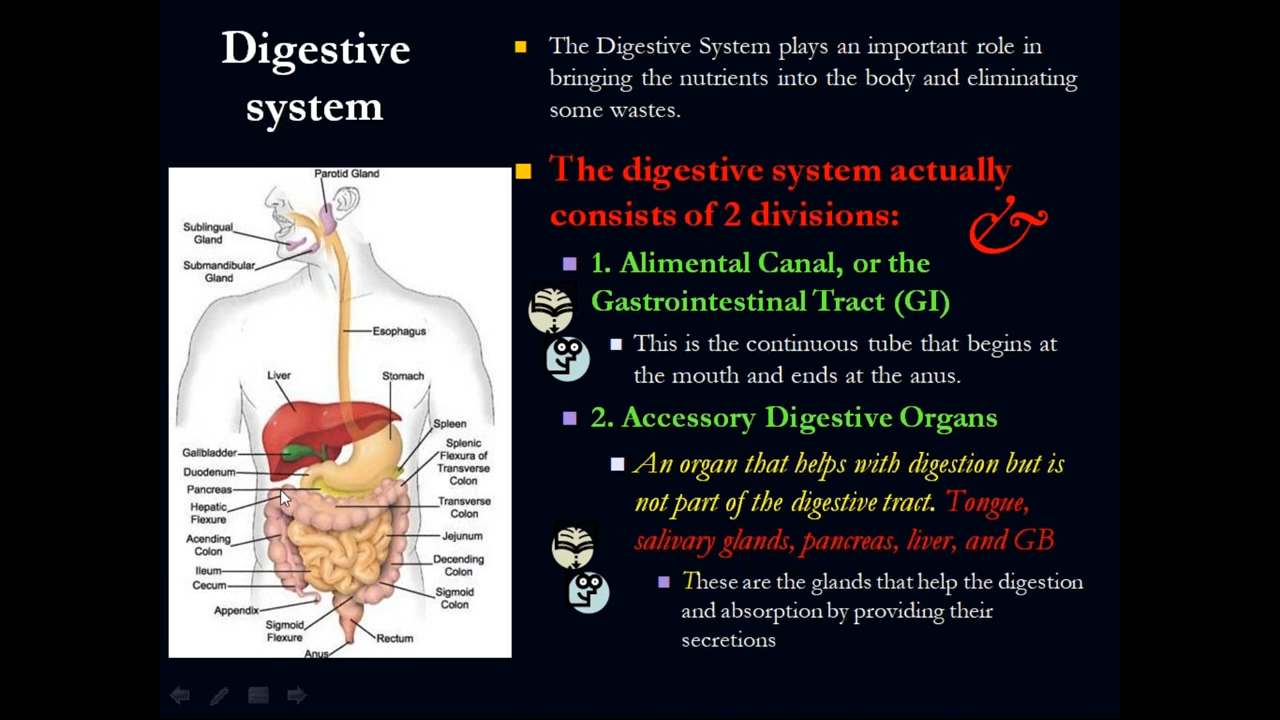 Digestive
system
The Digestive System plays an important role in
bringing the nutrients into the body and eliminating
some wastes.
The digestive system actually
consists of 2 divisions:
&
1. Alimental Canal, or the
Gastrointestinal Tract (GI)
This is the continuous tube that begins at
the mouth and ends at the anus.
2. Accessory Digestive Organs
An organ that helps with digestion but is
not part of the digestive tract. Tongue,
salivary glands, pancreas, liver, and GB
These are the glands that help the digestion
and absorption by providing their
secretions
Parotid Gland
Sublingual
Gland
Submandibular
Gland
Esophagus
Liver
Stomach
Spleen
Splenic
Flexura of
Transverse
Colon
Gallbladder
Duodenum
Pancreas
Hepatic
Flexure
Transverse
Colon
Acending
Colon
Jejunum
Ileum
Decending
Colon
Cecum
Sigmoid
Colon
Appendix
Sigmoid
Flexure
Rectum
Anus